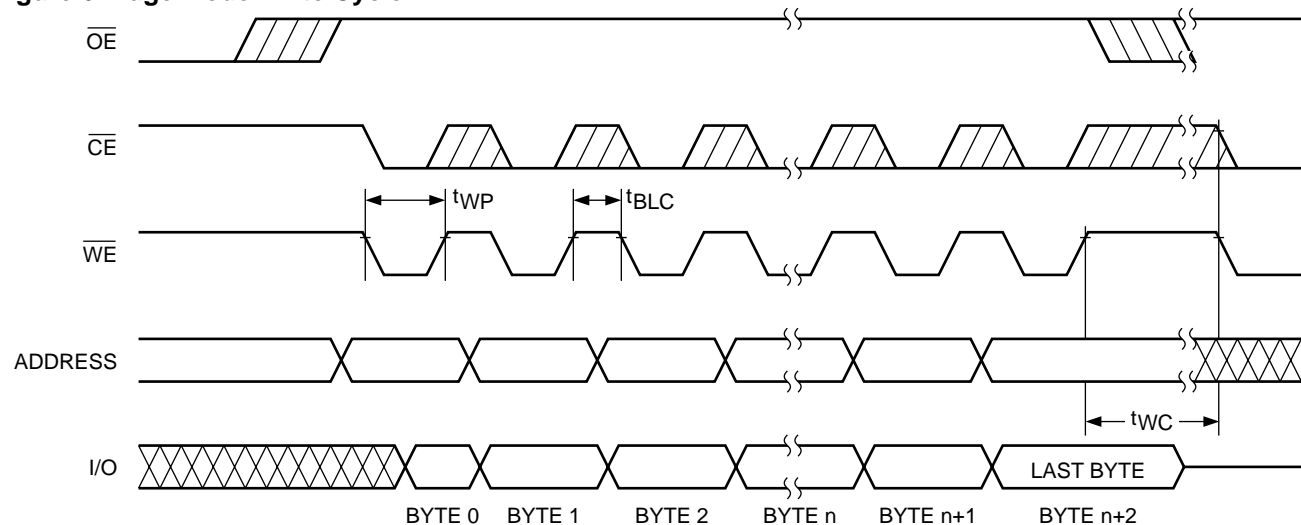 OE
CE
tWP
tBLC
WE
ADDRESS
tWC
I/O
LAST BYTE
BYTE 0 BYTE 1 BYTE 2 BYTE n BYTE n+1 BYTE n+2